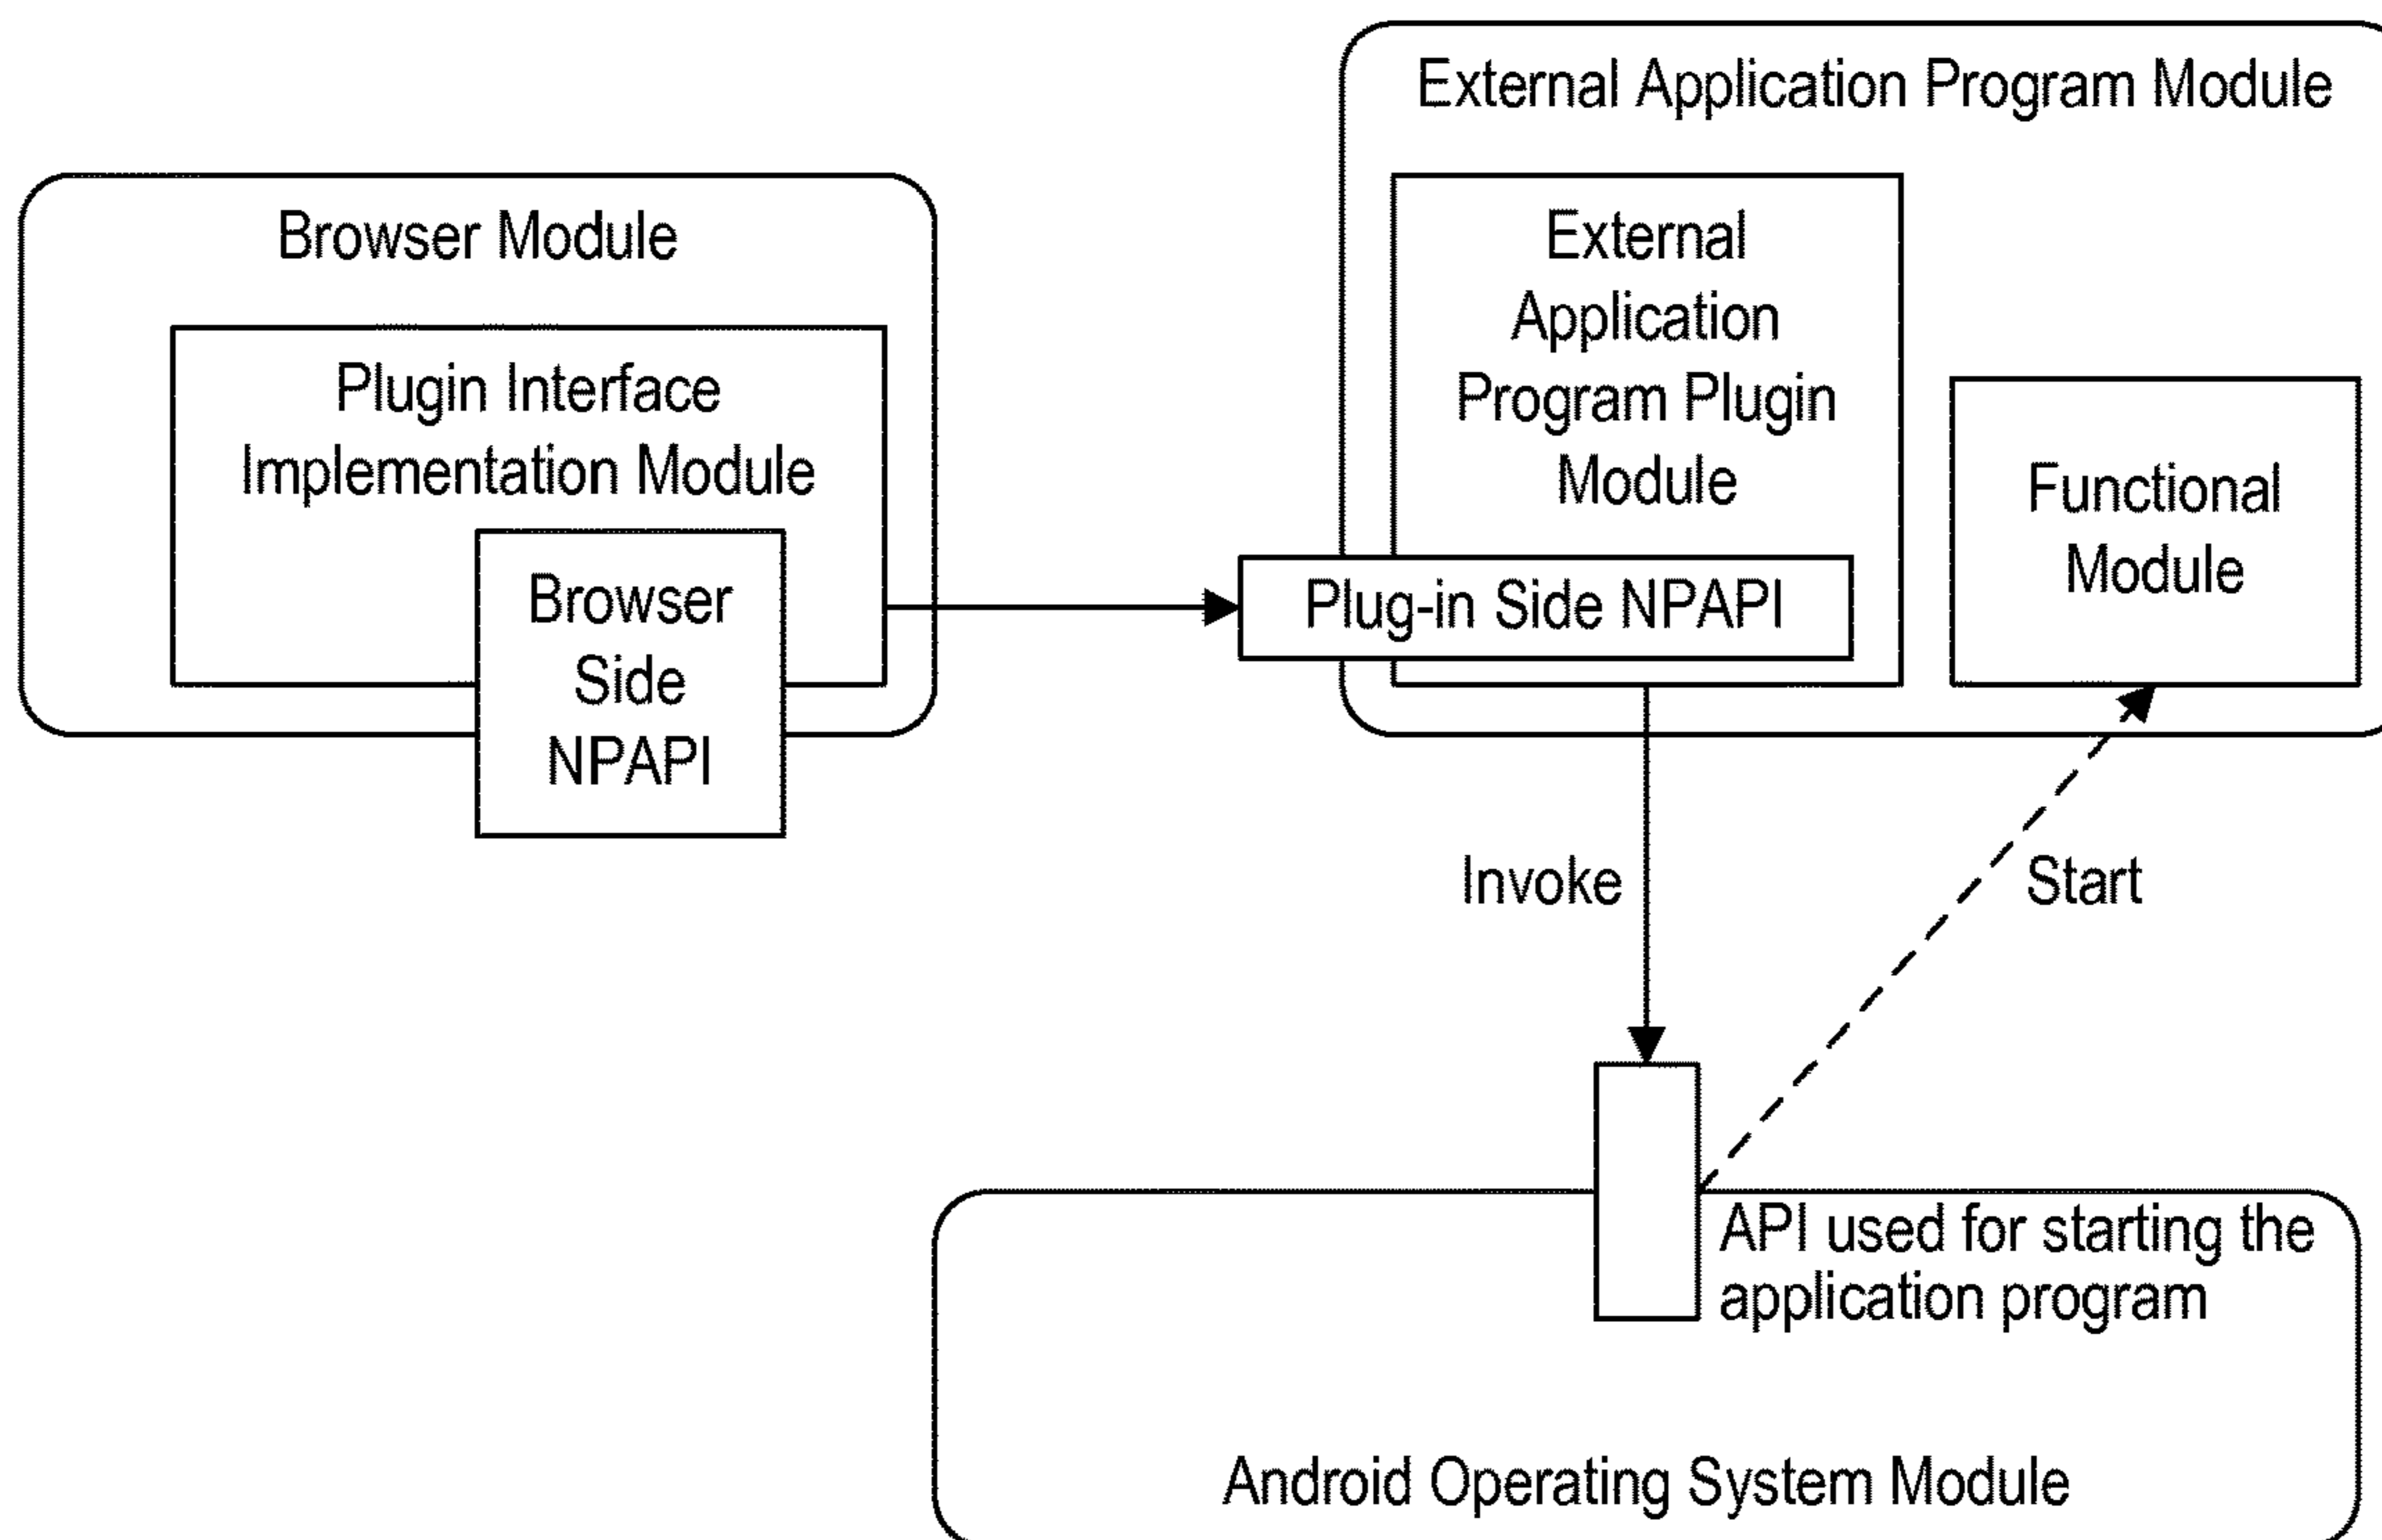 External Application Program Module
Browser Module
Plugin Interface
Implementation Module
Browser
Side
NPAPI
External
Application
Program Plugin
Module
Plug-in Side NPAPI
Functional
Module
Invoke
Start
API used for starting the
application program
Android Operating System Module